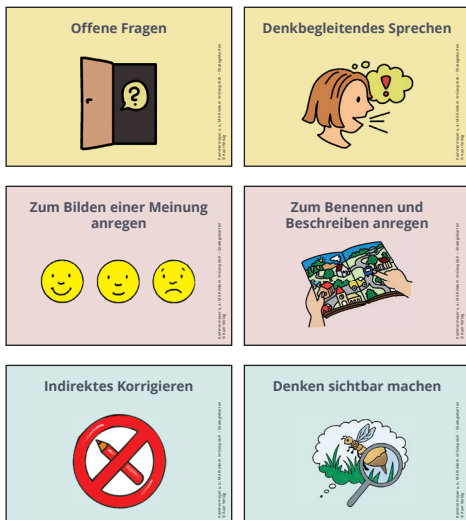 Offene Fragen
?
Denkbegleitendes Sprechen
!
Zum Bilden einer Meinung
anregen
Zum Benennen und
Beschreiben anregen
Indirektes Korrigieren
Denken sichtbar machen